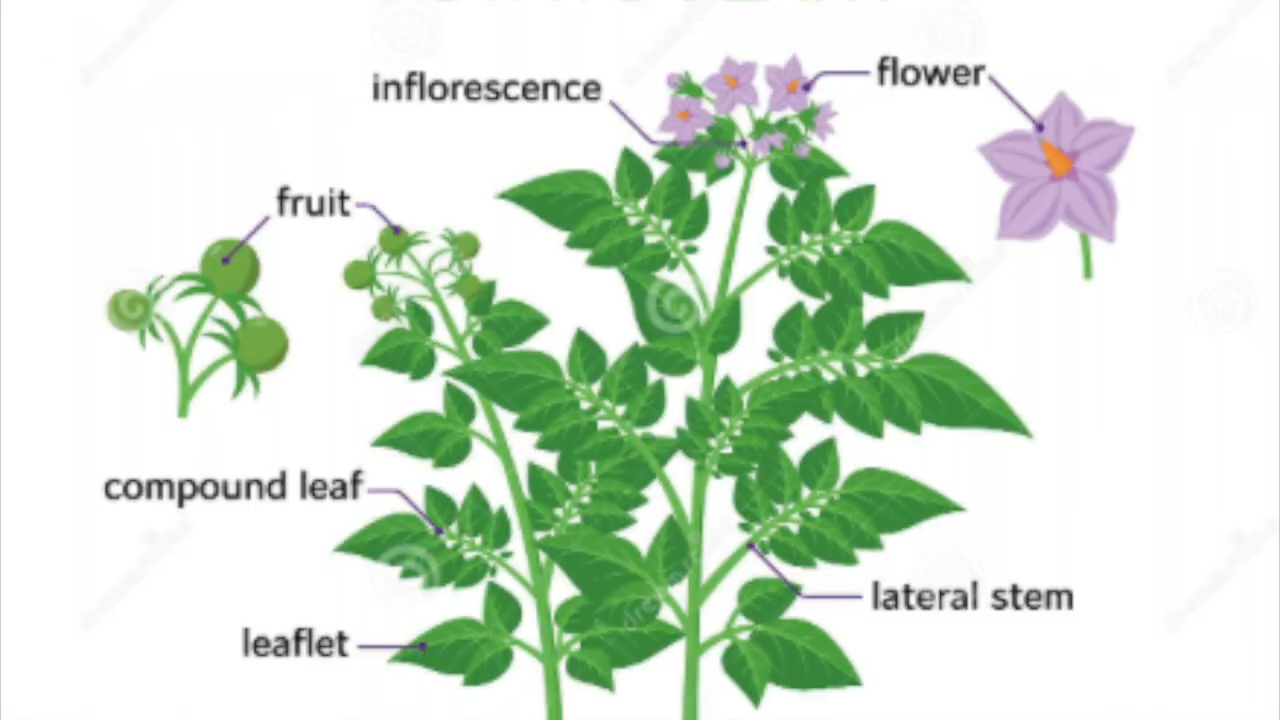 inflorescence
flower
fruit
compound leaf
lateral stem
leaflet